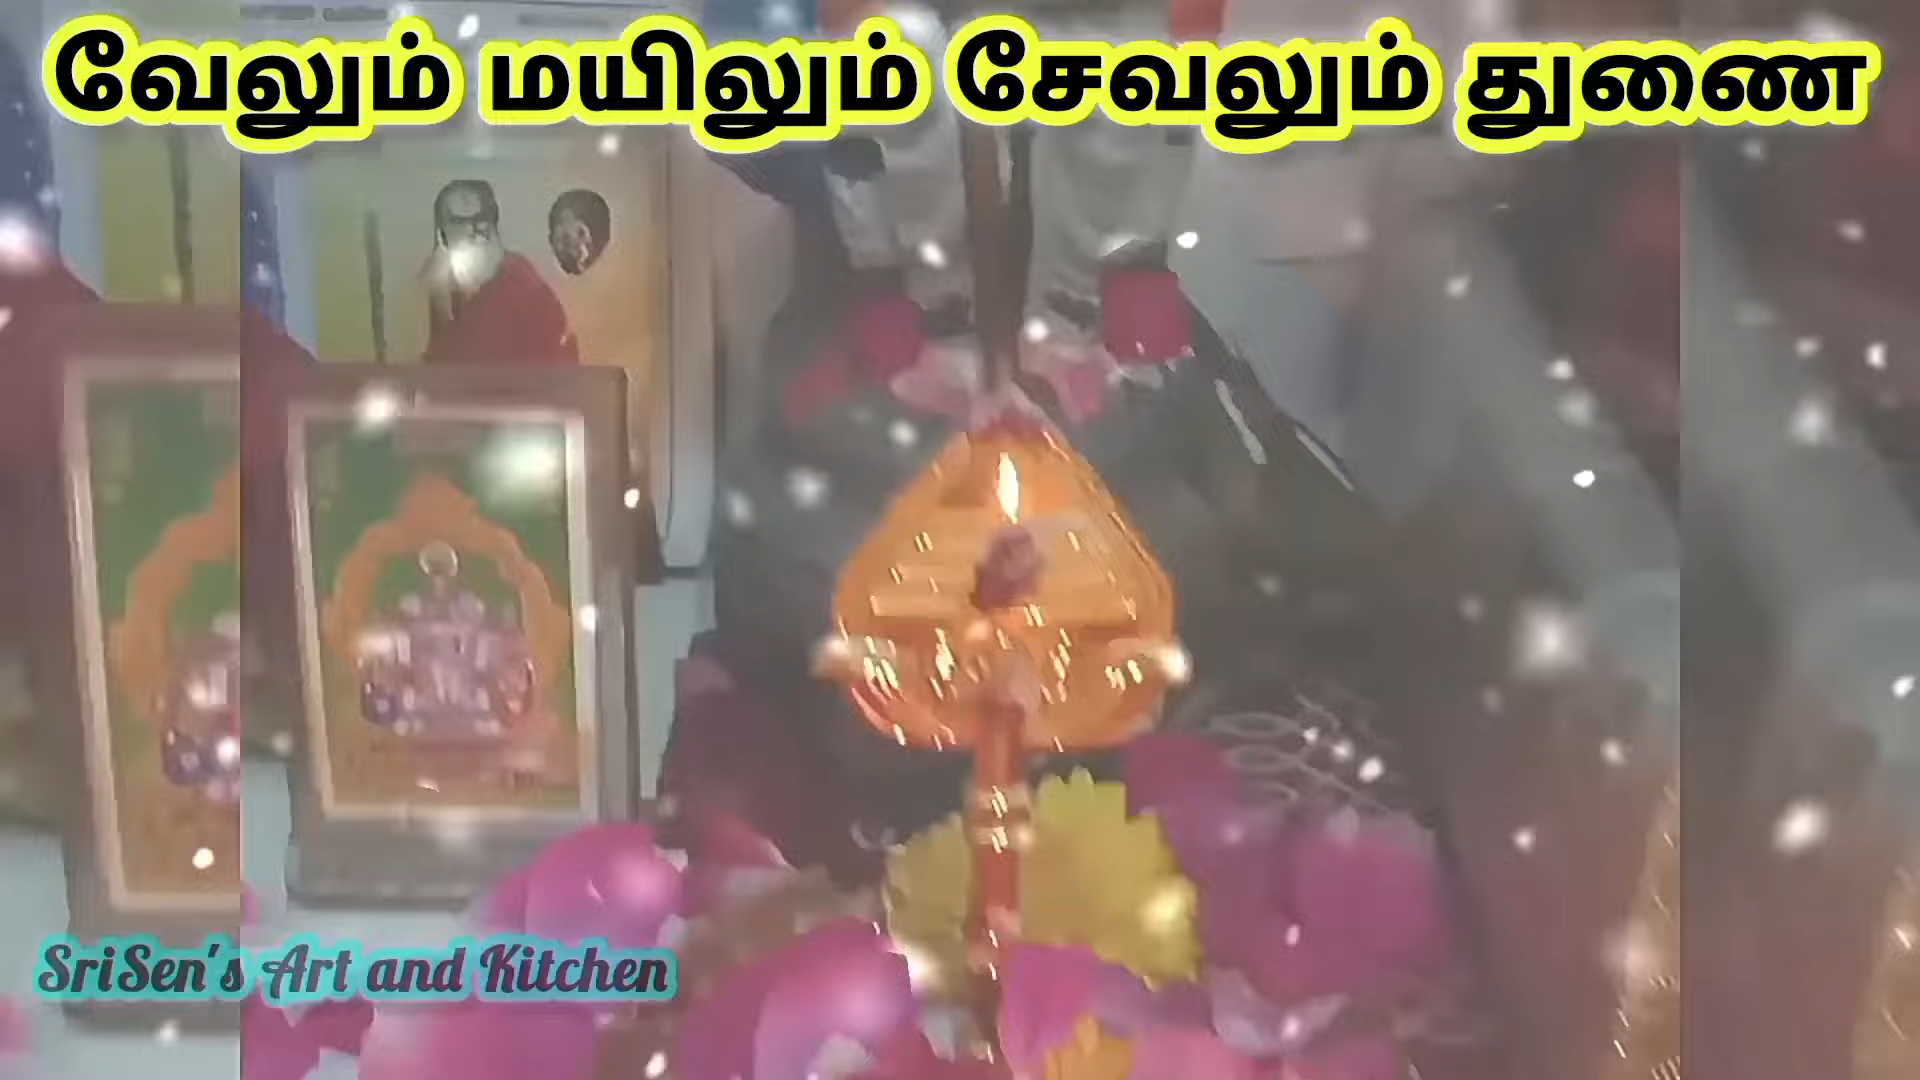 வேலும் மயிலும் சேவலும் துணை
SriSen's Art and Kitchen